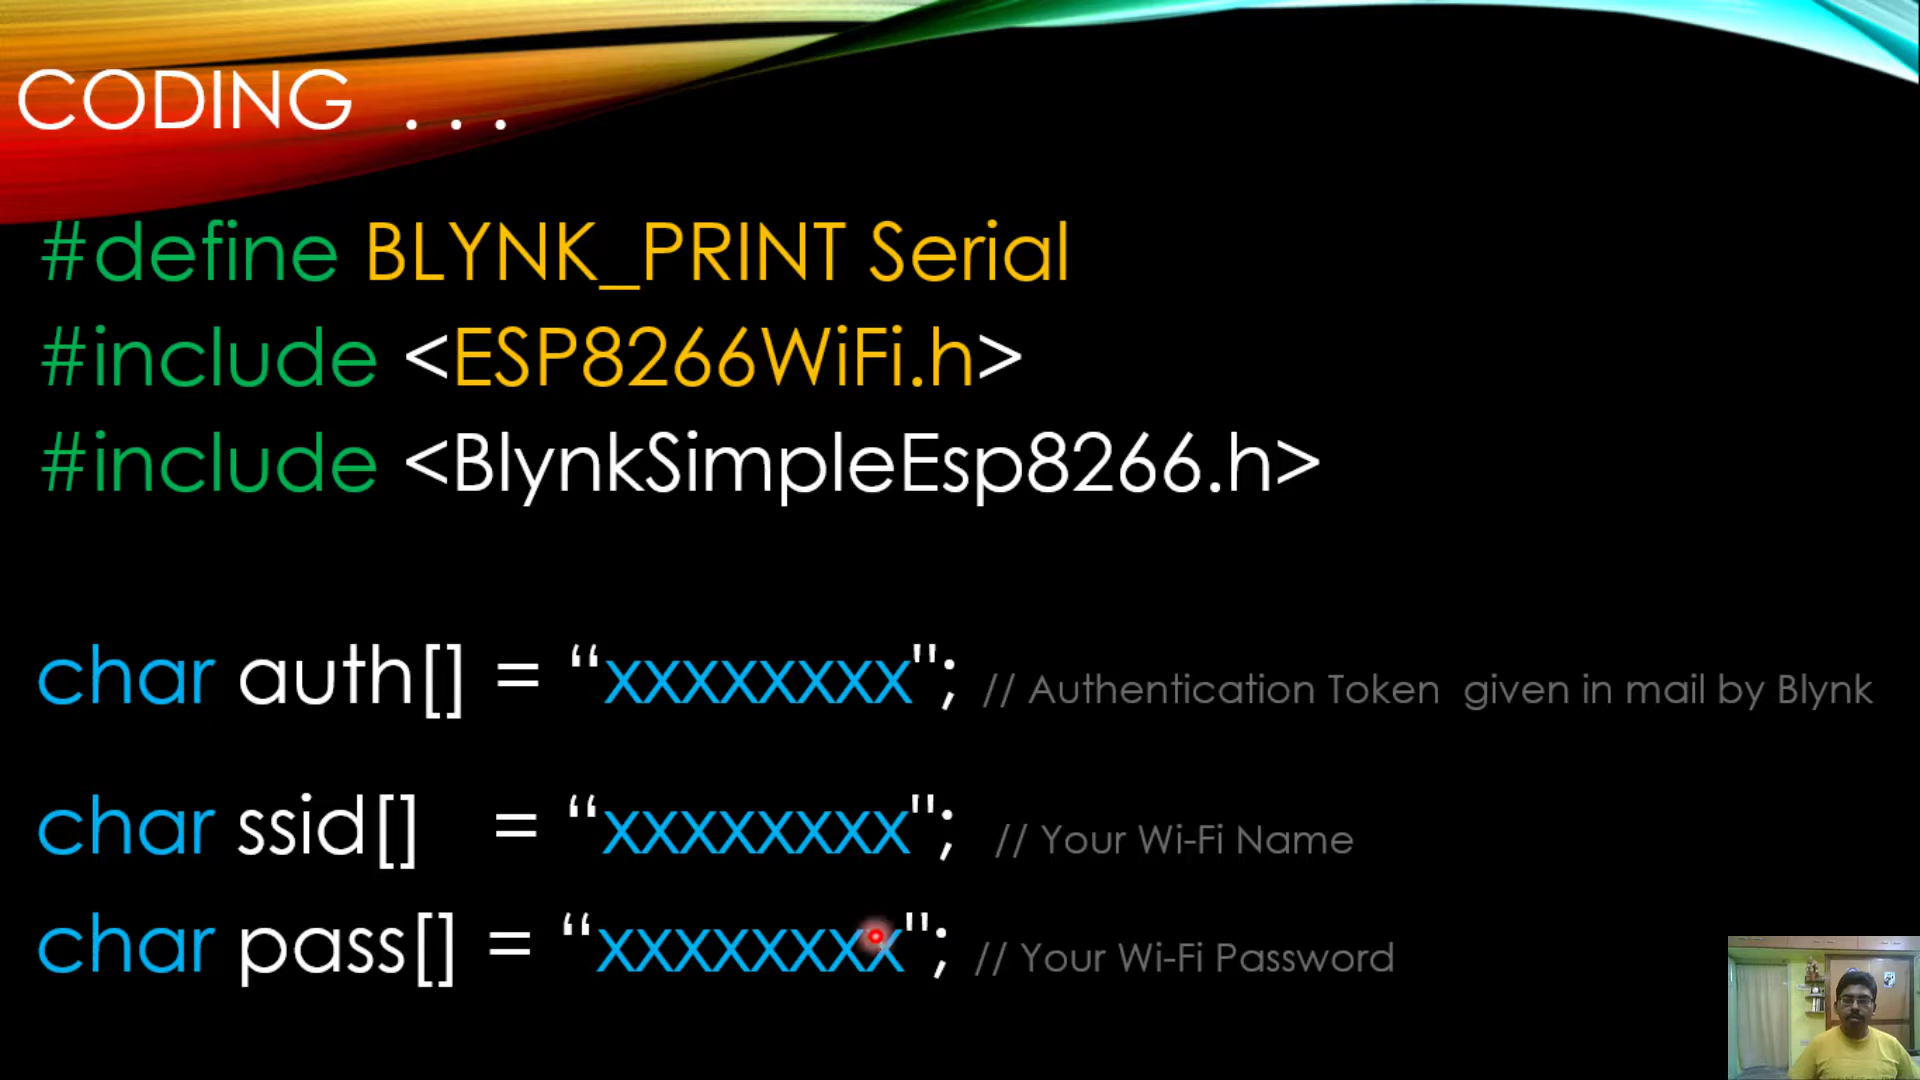 CODING ...
#define BLYNK_PRINT Serial
#include <ESP8266WiFi.h>
#include <BlynkSimpleEsp8266.h>
char auth[] = “xxxxxxxx"; // Authentication Token given in mail by Blynk
char ssid[] = “xxxxxxxx"; // Your Wi-Fi Name
char pass[] = “xxxxxxxx"; // Your Wi-Fi Password